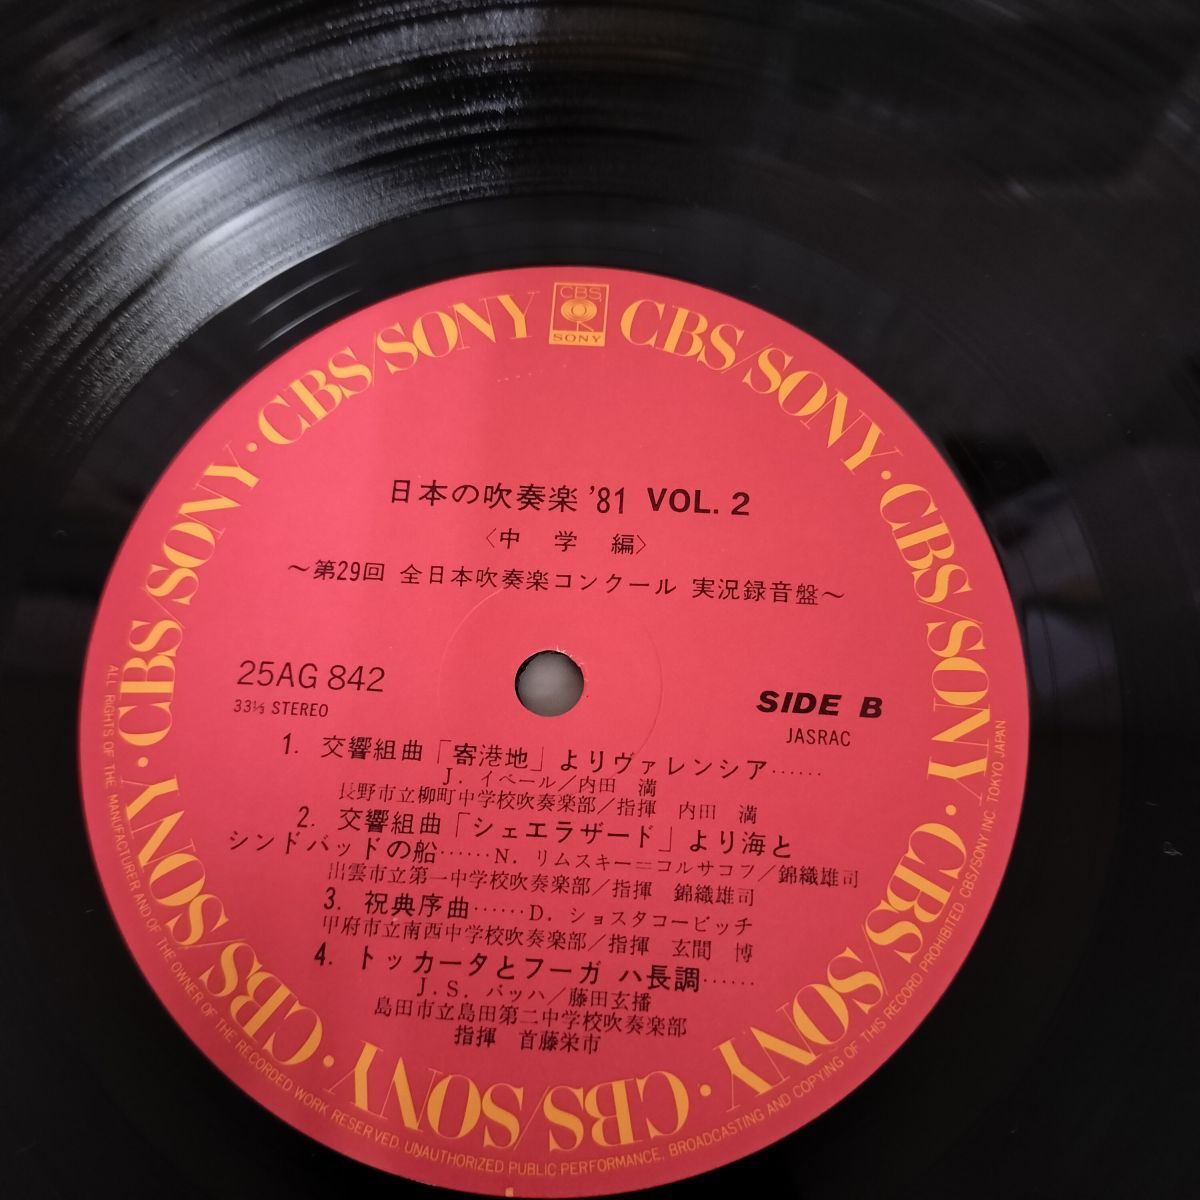 CBS/SONY · CBS/SONY · CBS/SONY · CBS/SONY · CBS/SONY · CBS/SONY · CBS/SONY · CBS/SONY
CBS
SONY
日本の吹奏楽 '81 VOL. 2
〈中 学 編〉
〜第29回 全日本吹奏楽コンクール 実況録音盤〜
25AG 842
33⅓ STEREO
SIDE B
JASRAC
1. 交響組曲「寄港地」よりヴァレンシア……
J. イベール／内田 満
長野市立柳町中学校吹奏楽部／指揮 内田 満
2. 交響組曲「シェエラザード」より海と
シンドバッドの船……N. リムスキー＝コルサコフ／錦織雄司
出雲市立第一中学校吹奏楽部／指揮 錦織雄司
3. 祝典序曲……D. ショスタコービッチ
甲府市立南西中学校吹奏楽部／指揮 玄間 博
4. トッカータとフーガ ハ長調……
J.S. バッハ／藤田玄播
島田市立島田第二中学校吹奏楽部
指揮 首藤栄市
ALL RIGHTS OF THE MANUFACTURER AND OF THE OWNER OF THE RECORDED WORK RESERVED. UNAUTHORIZED PUBLIC PERFORMANCE, BROADCASTING AND COPYING OF THIS RECORD PROHIBITED. CBS/SONY INC. TOKYO JAPAN